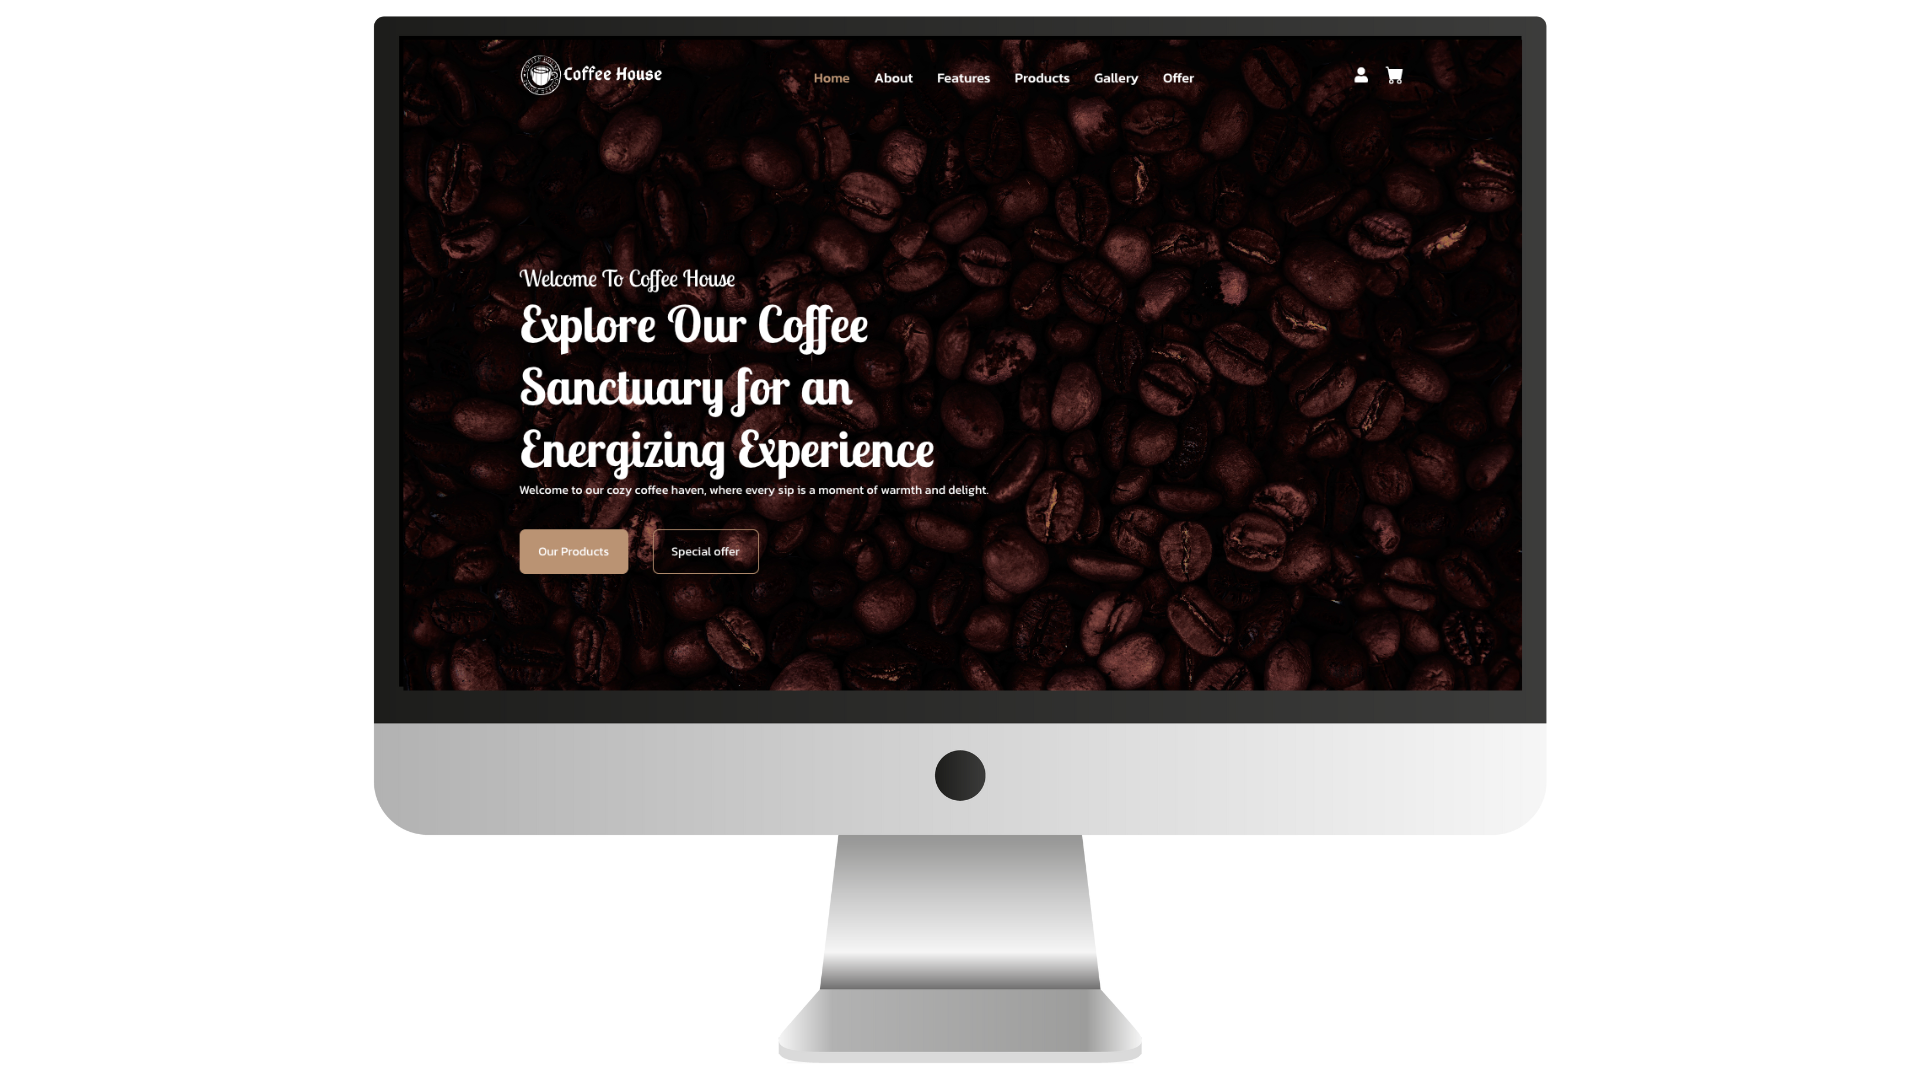 Coffee House
Home About Features Products Gallery Offer
Welcome To Coffee House
Explore Our Coffee
Sanctuary for an
Energizing Experience
Welcome to our cozy coffee haven, where every sip is a moment of warmth and delight.
Our Products Special offer